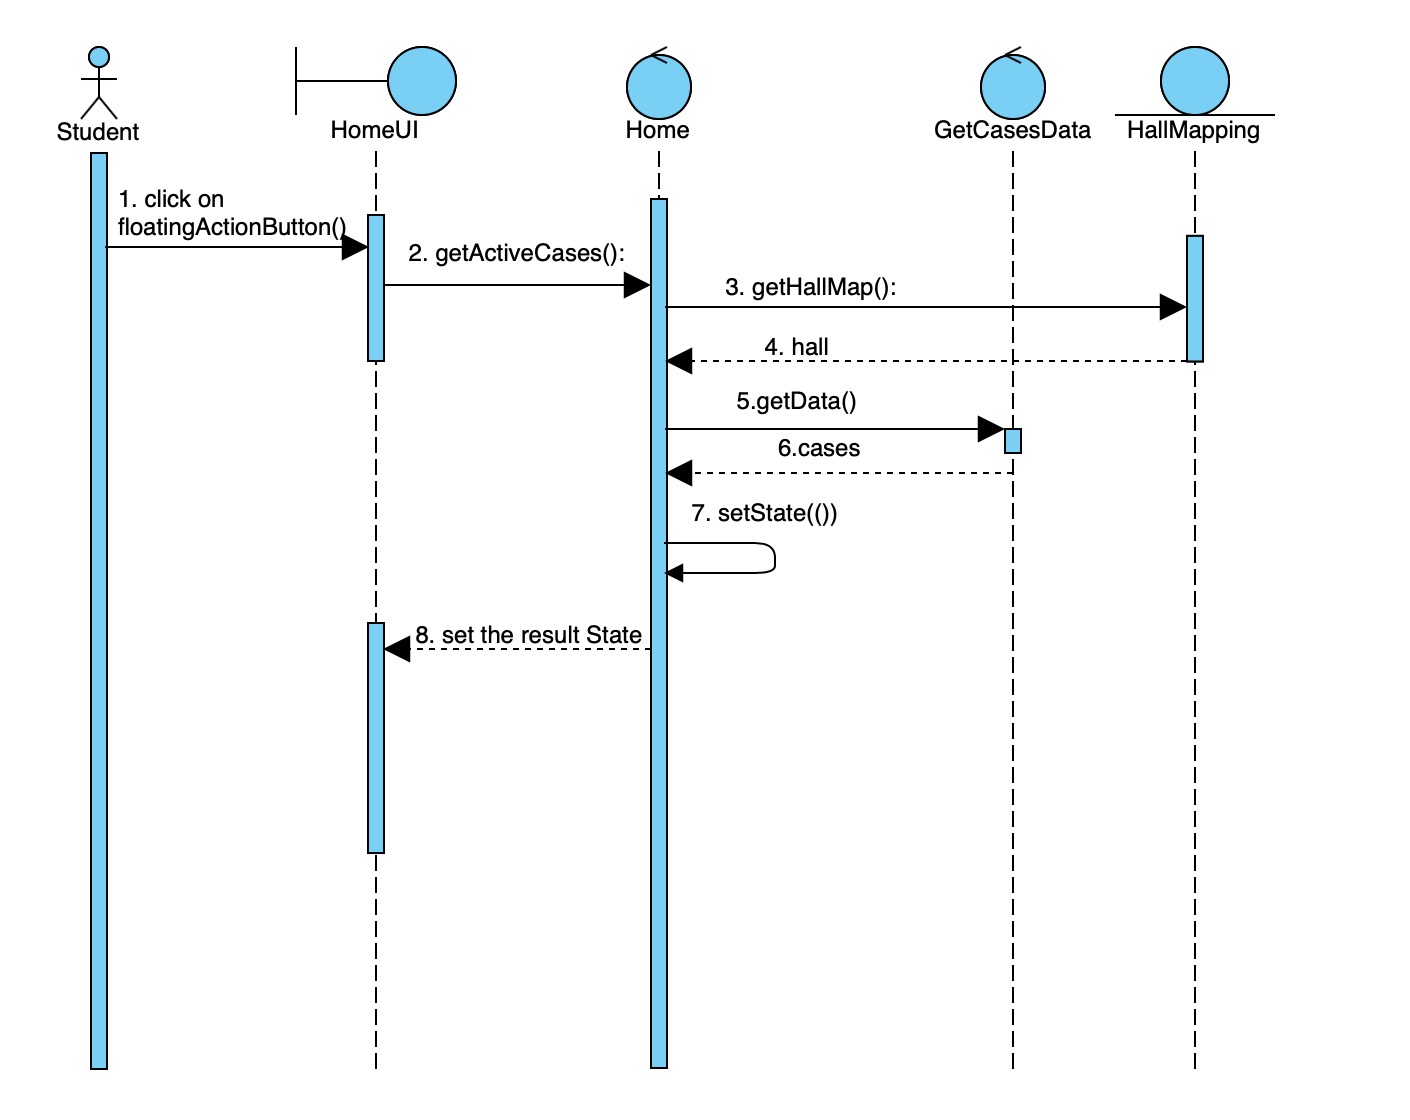 Student
HomeUI
Home
GetCasesData
HallMapping
1. click on
floatingActionButton()
2. getActiveCases():
3. getHallMap():
4. hall
5.getData()
6.cases
7. setState(())
8. set the result State